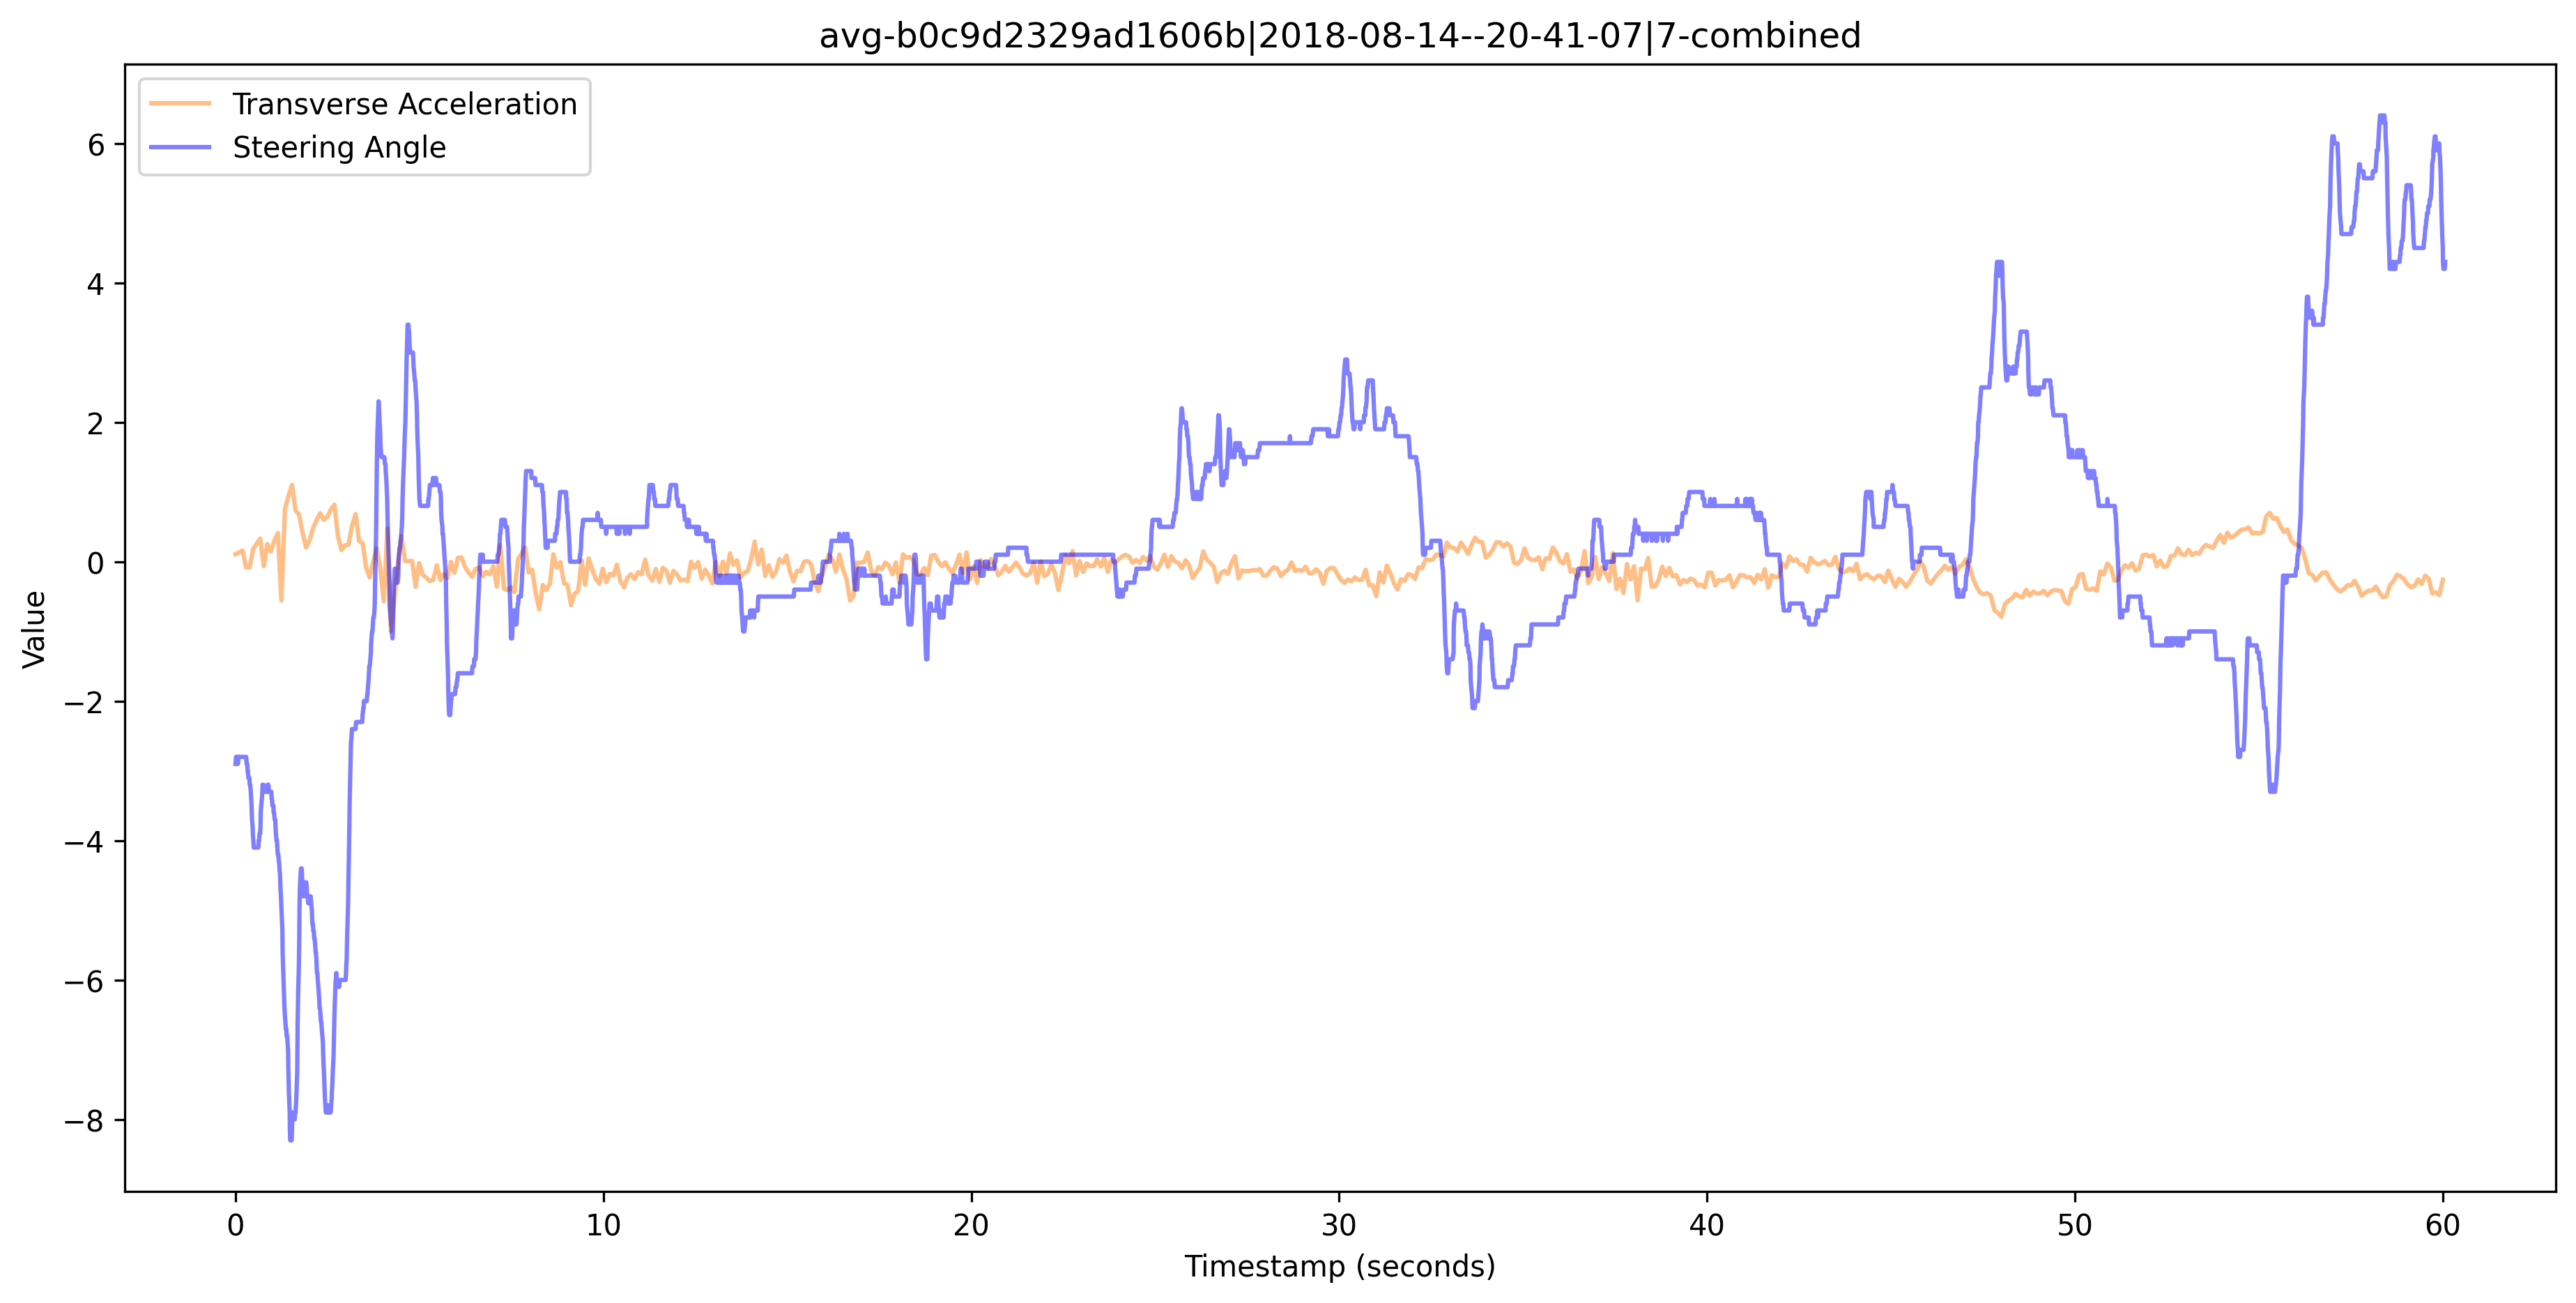 avg-b0c9d2329ad1606b|2018-08-14--20-41-07|7-combined
Transverse Acceleration
Steering Angle
6
4
2
0
−2
−4
−6
−8
Value
0 10 20 30 40 50 60
Timestamp (seconds)